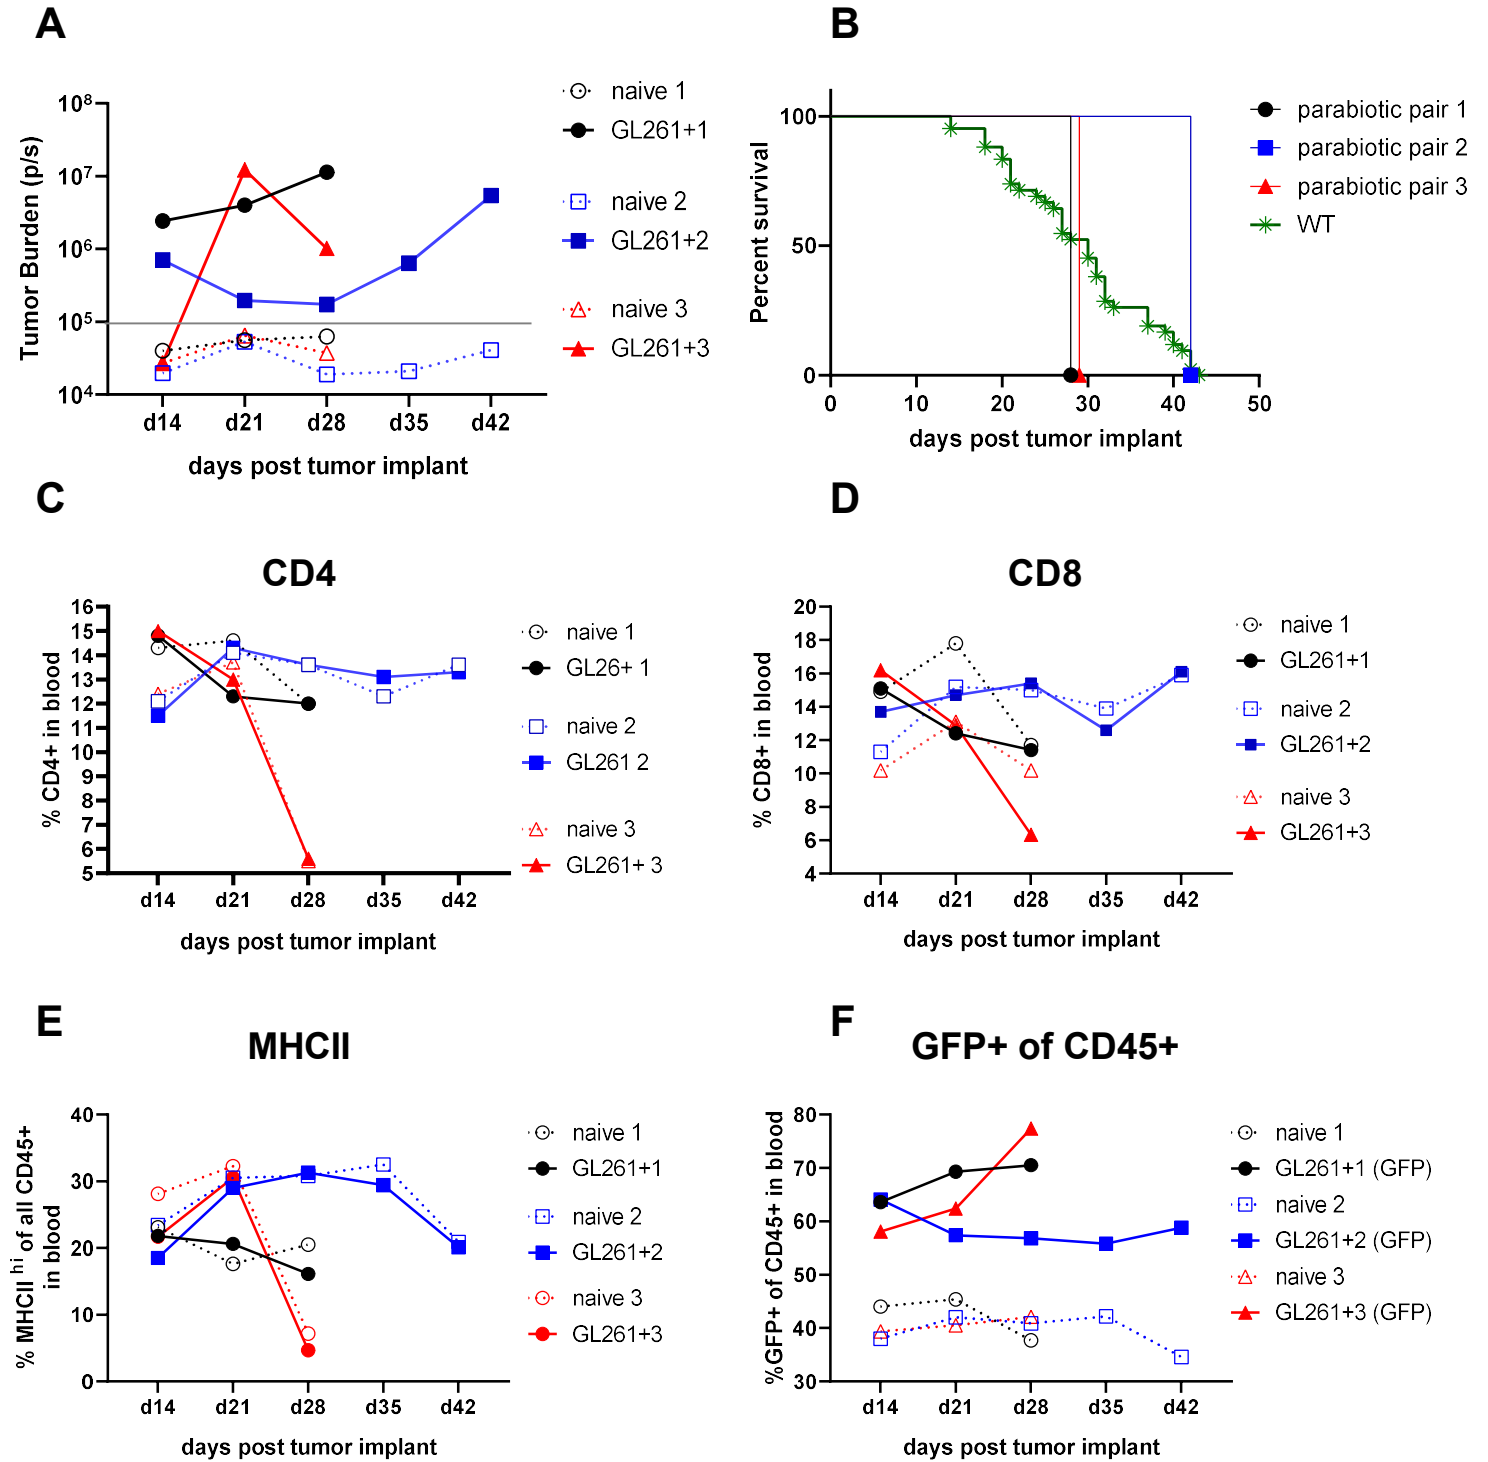 A
Tumor Burden (p/s)
10⁸
10⁷
10⁶
10⁵
10⁴
d14 d21 d28 d35 d42
days post tumor implant
naive 1
GL261+1
naive 2
GL261+2
naive 3
GL261+3
B
Percent survival
100
50
0
0 10 20 30 40 50
days post tumor implant
parabiotic pair 1
parabiotic pair 2
parabiotic pair 3
WT
C
CD4
% CD4+ in blood
16
15
14
13
12
11
10
9
8
7
6
5
d14 d21 d28 d35 d42
days post tumor implant
naive 1
GL26+ 1
naive 2
GL261 2
naive 3
GL261+ 3
D
CD8
% CD8+ in blood
20
18
16
14
12
10
8
6
4
d14 d21 d28 d35 d42
days post tumor implant
naive 1
GL261+1
naive 2
GL261+2
naive 3
GL261+3
E
MHCII
% MHCII hi of all CD45+
in blood
40
30
20
10
0
d14 d21 d28 d35 d42
days post tumor implant
naive 1
GL261+1
naive 2
GL261+2
naive 3
GL261+3
F
GFP+ of CD45+
%GFP+ of CD45+ in blood
80
70
60
50
40
30
d14 d21 d28 d35 d42
days post tumor implant
naive 1
GL261+1 (GFP)
naive 2
GL261+2 (GFP)
naive 3
GL261+3 (GFP)